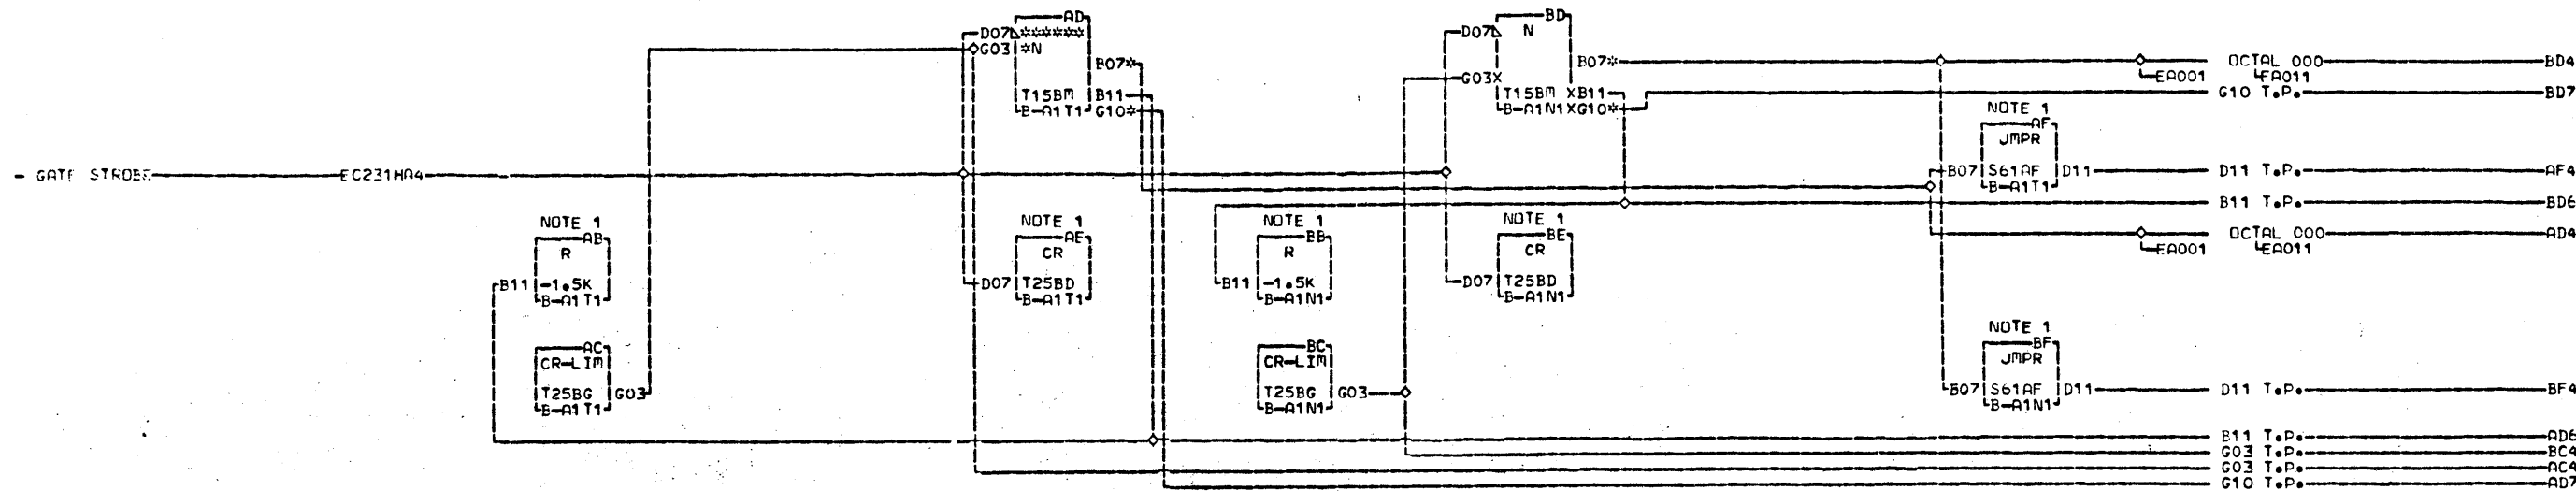 AD
D07 ******
G03 *N
B07*
T15BM B11
B-A1T1 G10*
BD
D07 N
B07*
G03X
T15BM XB11
B-A1N1XG10*
OCTAL 000 BD4
EA001 EA011
G10 T.P. BD7
NOTE 1
AF
JMPR
B07 S61AF D11 D11 T.P. AF4
B-A1T1
- GATE STROBE EC231HA4
B11 T.P. BD6
OCTAL 000 AD4
EA001 EA011
NOTE 1
AB
R
B11 -1.5K
B-A1T1
NOTE 1
AE
CR
D07 T25BD
B-A1T1
NOTE 1
BB
R
B11 -1.5K
B-A1N1
NOTE 1
BE
CR
D07 T25BD
B-A1N1
AC
CR-LIM
T25BG G03
B-A1T1
BC
CR-LIM
T25BG G03
B-A1N1
NOTE 1
BF
JMPR
B07 S61AF D11 D11 T.P. BF4
B-A1N1
B11 T.P. AD6
G03 T.P. BC4
G03 T.P. AC4
G10 T.P. AD7